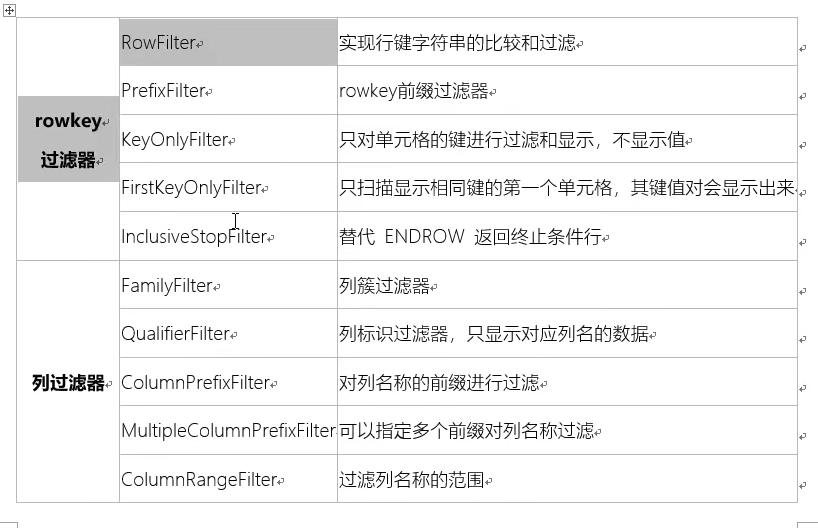 RowFilter 实现行键字符串的比较和过滤
PrefixFilter rowkey前缀过滤器
rowkey
过滤器
KeyOnlyFilter 只对单元格的键进行过滤和显示，不显示值
FirstKeyOnlyFilter 只扫描显示相同键的第一个单元格，其键值对会显示出来
InclusiveStopFilter 替代 ENDROW 返回终止条件行
列过滤器
FamilyFilter 列簇过滤器
QualifierFilter 列标识过滤器，只显示对应列名的数据
ColumnPrefixFilter 对列名称的前缀进行过滤
MultipleColumnPrefixFilter 可以指定多个前缀对列名称过滤
ColumnRangeFilter 过滤列名称的范围